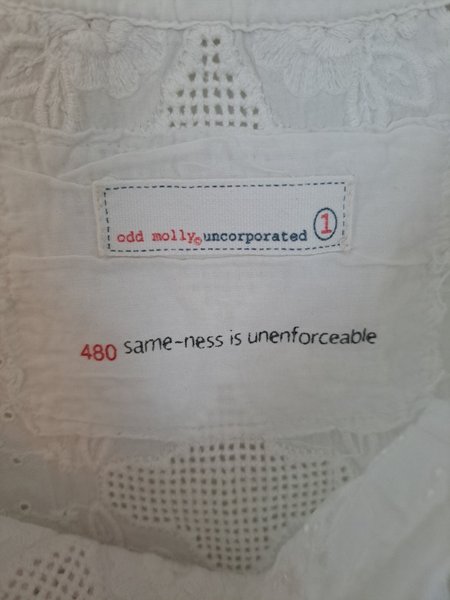 odd molly©uncorporated 1
480 same-ness is unenforceable